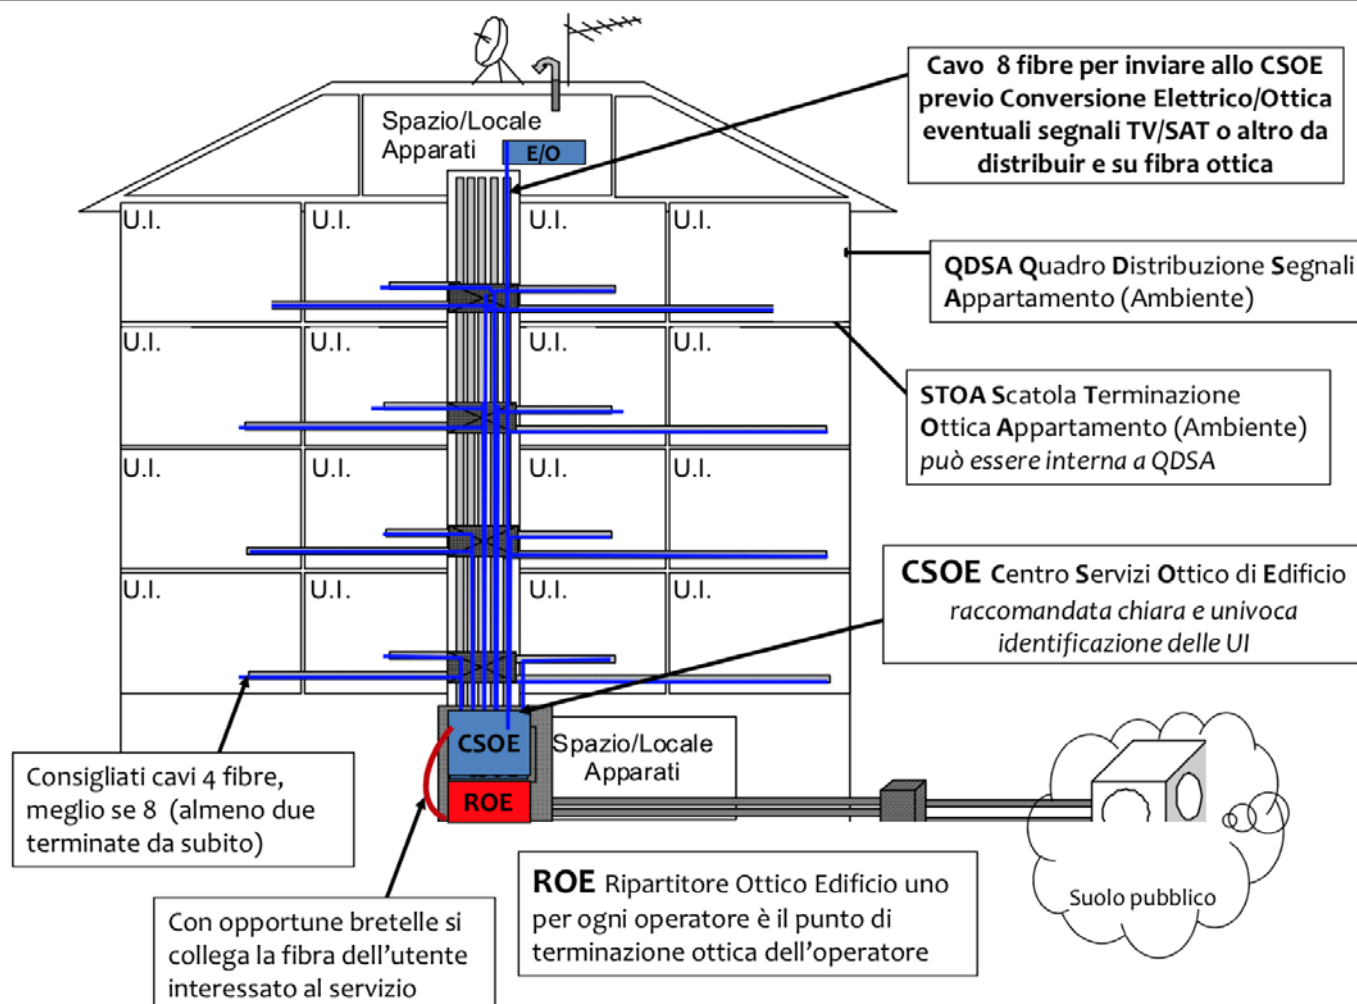 Cavo 8 fibre per inviare allo CSOE
previo Conversione Elettrico/Ottica
eventuali segnali TV/SAT o altro da
distribuir e su fibra ottica
Spazio/Locale
Apparati
E/O
U.I.
U.I.
U.I.
U.I.
QDSA Quadro Distribuzione Segnali
Appartamento (Ambiente)
U.I.
U.I.
U.I.
U.I.
STOA Scatola Terminazione
Ottica Appartamento (Ambiente)
può essere interna a QDSA
U.I.
U.I.
U.I.
U.I.
CSOE Centro Servizi Ottico di Edificio
raccomandata chiara e univoca
identificazione delle UI
U.I.
U.I.
U.I.
U.I.
CSOE
Spazio/Locale
Apparati
ROE
Consigliati cavi 4 fibre,
meglio se 8 (almeno due
terminate da subito)
ROE Ripartitore Ottico Edificio uno
per ogni operatore è il punto di
terminazione ottica dell'operatore
Suolo pubblico
Con opportune bretelle si
collega la fibra dell'utente
interessato al servizio